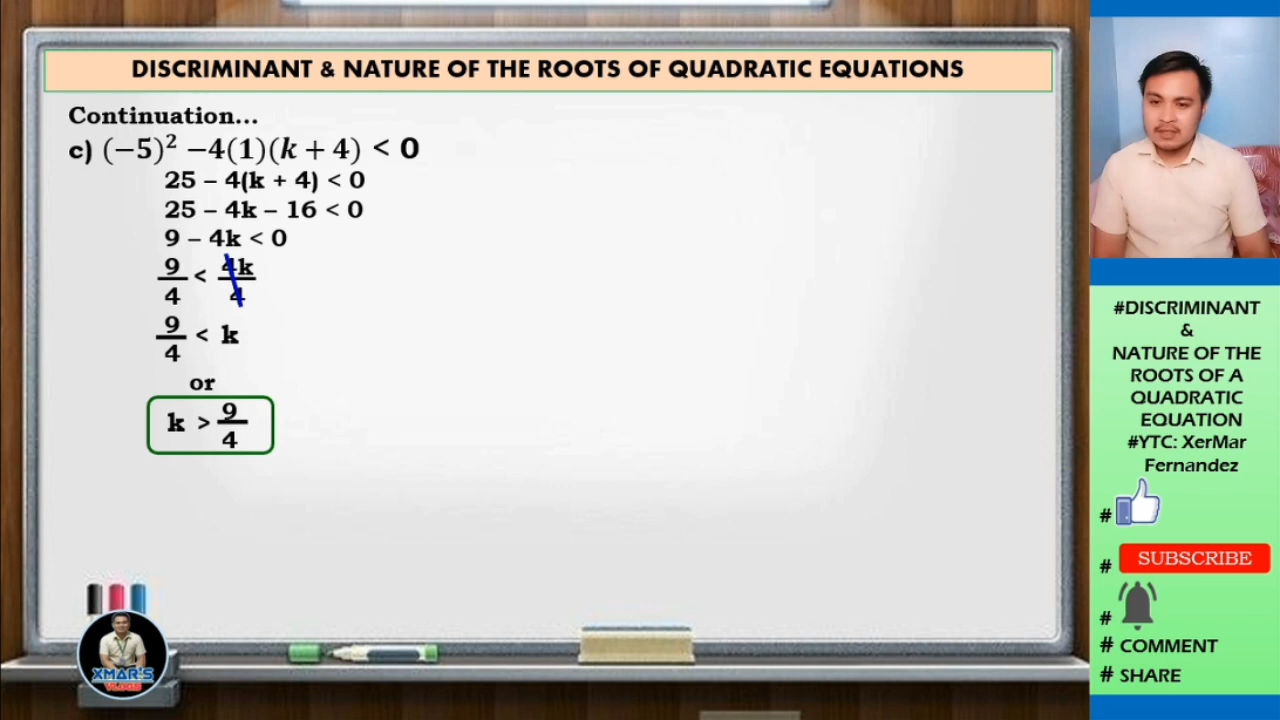 DISCRIMINANT & NATURE OF THE ROOTS OF QUADRATIC EQUATIONS
Continuation...
c) (−5)² −4(1)(k + 4) < 0
25 – 4(k + 4) < 0
25 – 4k – 16 < 0
9 – 4k < 0
9/4 < 4k/4
9/4 < k
or
k > 9/4
XMAR'S
VLOGS
#DISCRIMINANT
&
NATURE OF THE
ROOTS OF A
QUADRATIC
EQUATION
#YTC: XerMar
Fernandez
#
# SUBSCRIBE
#
# COMMENT
# SHARE